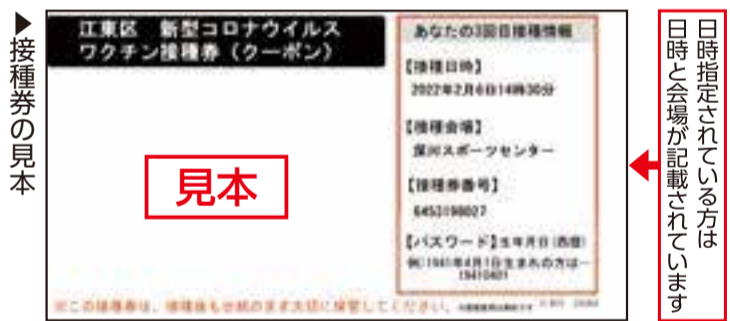 ▶接種券の見本
江東区 新型コロナウイルス
ワクチン接種券(クーポン)
見本
あなたの3回目接種情報
【接種日時】
2022年2月6日14時30分
【接種会場】
深川スポーツセンター
【接種券番号】
6453198027
【パスワード】生年月日(西暦)
例)1941年4月1日生まれの方は…
19410401
※この接種券は、接種後も台紙のまま大切に保管してください。
日時指定されている方は
日時と会場が記載されています